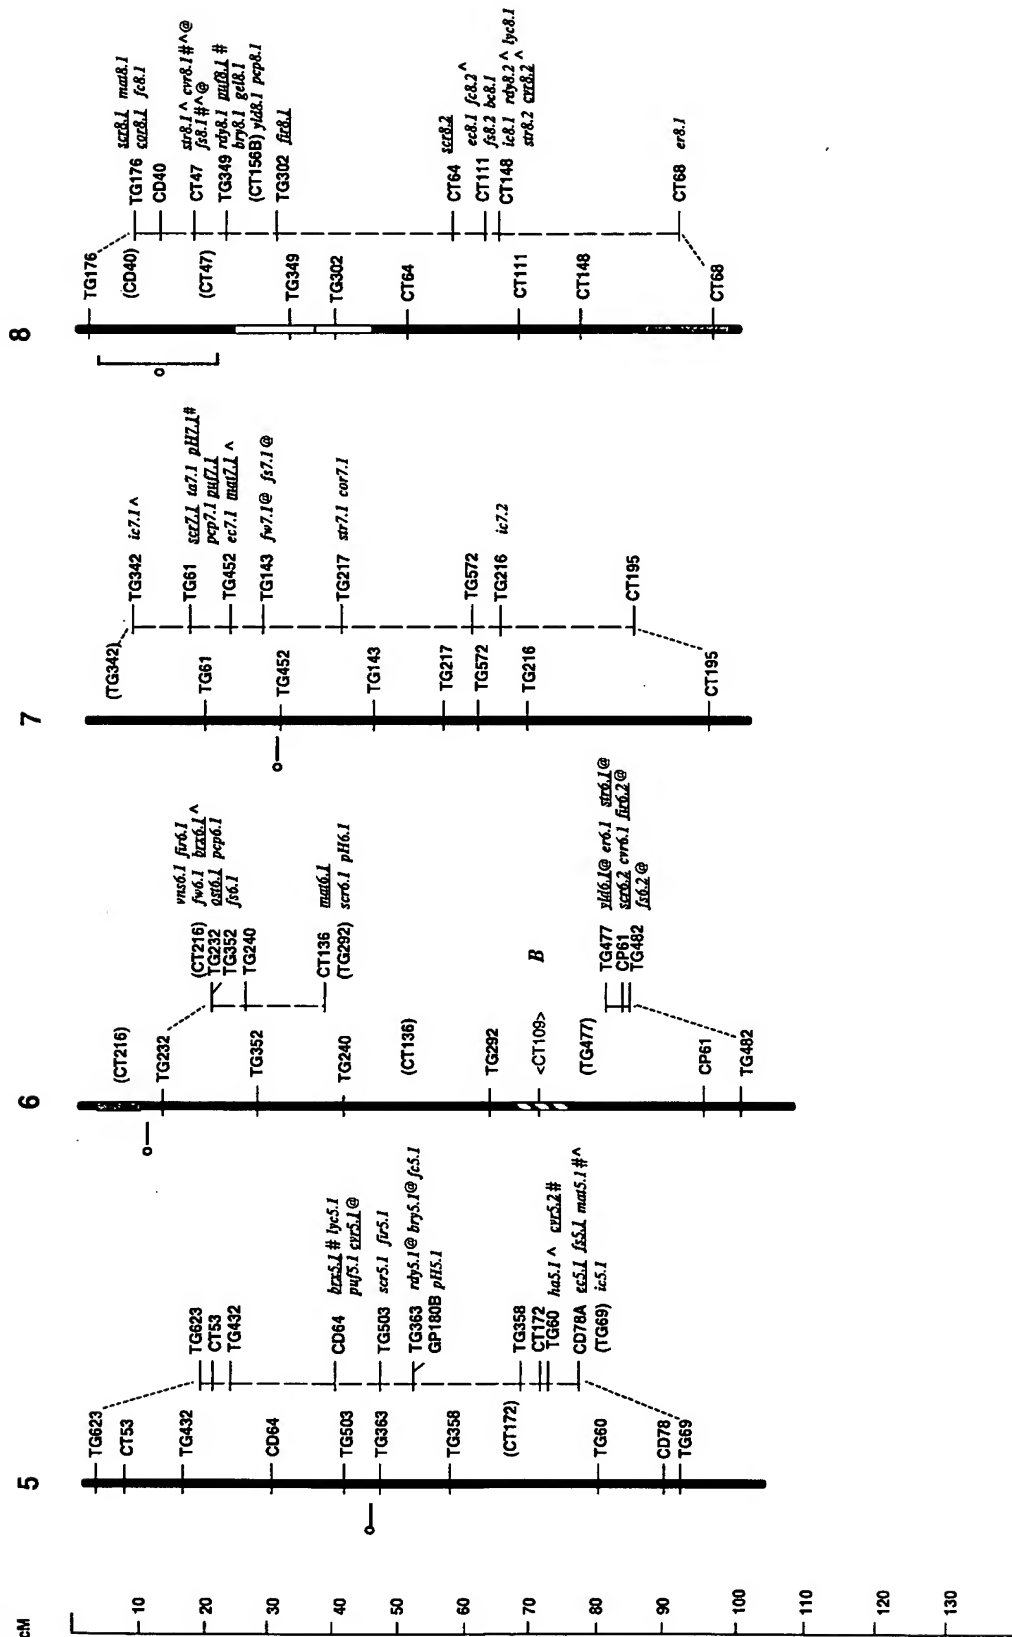 cM
10
20
30
40
50
60
70
80
90
100
110
120
130
5
TG623
CT53
TG432
CD64
TG503
TG363
TG358
(CT172)
TG60
CD78
TG69
TG623
CT53
TG432
CD64 brx5.1 # lyc5.1
puf5.1 cvr5.1@
TG503 scr5.1 fir5.1
TG363 rdy5.1@ bry5.1@ fc5.1
GP180B pH5.1
TG358
CT172
TG60 ha5.1 ^ cvr5.2 #
CD78A ec5.1 fs5.1 mat5.1 #^
(TG69) ic5.1
6
(CT216)
TG232
TG352
TG240
(CT136)
TG292
<CT109> B
(TG477)
CP61
TG482
vns6.1 fir6.1
(CT216) fw6.1 brx6.1 ^
TG232 ost6.1 pcp6.1
TG352 fs6.1
TG240
CT136 mat6.1
(TG292) scr6.1 pH6.1
TG477 yld6.1@ er6.1 str6.1@
CP61 scr6.2 cvr6.1 fir6.2@
TG482 fs6.2 @
7
(TG342)
TG61
TG452
TG143
TG217
TG572
TG216
CT195
TG342 ic7.1 ^
TG61 scr7.1 ta7.1 pH7.1#
pcp7.1 puf7.1
TG452 ec7.1 mat7.1 ^
TG143 fw7.1@ fs7.1@
TG217 str7.1 cor7.1
TG572
TG216 ic7.2
CT195
8
TG176
(CD40)
(CT47)
TG349
TG302
CT64
CT111
CT148
CT68
scr8.1 mat8.1
TG176 cor8.1 fc8.1
CD40
str8.1 ^ cvr8.1#^@
CT47 fs8.1#^@
TG349 rdy8.1 puf8.1 #
bry8.1 gel8.1
(CT156B) yld8.1 pcp8.1
TG302 fir8.1
CT64 scr8.2
ec8.1 fc8.2 ^
CT111 fs8.2 bc8.1
CT148 ic8.1 rdy8.2 ^ lyc8.1
str8.2 cvr8.2 ^
CT68 er8.1